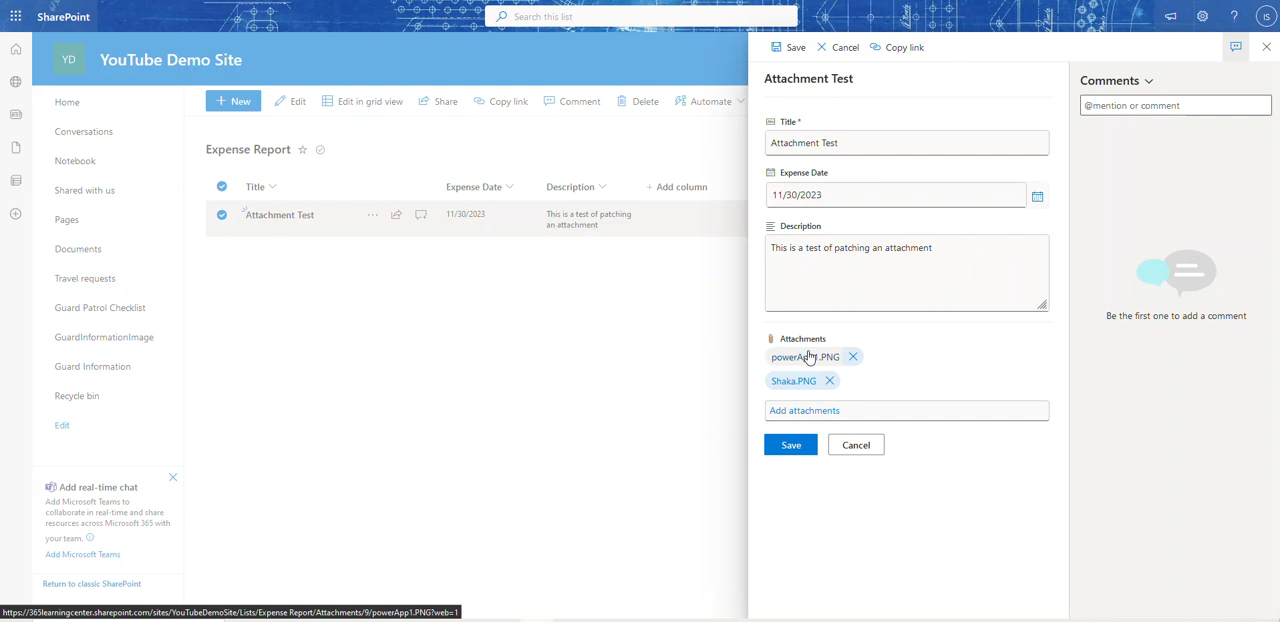 SharePoint
Search this list
?
IS
YD
YouTube Demo Site
Home
Conversations
Notebook
Shared with us
Pages
Documents
Travel requests
Guard Patrol Checklist
GuardInformationImage
Guard Information
Recycle bin
Edit
Add real-time chat
Add Microsoft Teams to
collaborate in real-time and share
resources across Microsoft 365 with
your team.
Add Microsoft Teams
Return to classic SharePoint
https://365learningcenter.sharepoint.com/sites/YouTubeDemoSite/Lists/Expense Report/Attachments/9/powerApp1.PNG?web=1
+ New
Edit
Edit in grid view
Share
Copy link
Comment
Delete
Automate
Expense Report
Title
Expense Date
Description
+ Add column
Attachment Test
11/30/2023
This is a test of patching
an attachment
Save
Cancel
Copy link
Attachment Test
Title *
Attachment Test
Expense Date
11/30/2023
Description
This is a test of patching an attachment
Attachments
powerApp1.PNG
Shaka.PNG
Add attachments
Save
Cancel
Comments
@mention or comment
Be the first one to add a comment